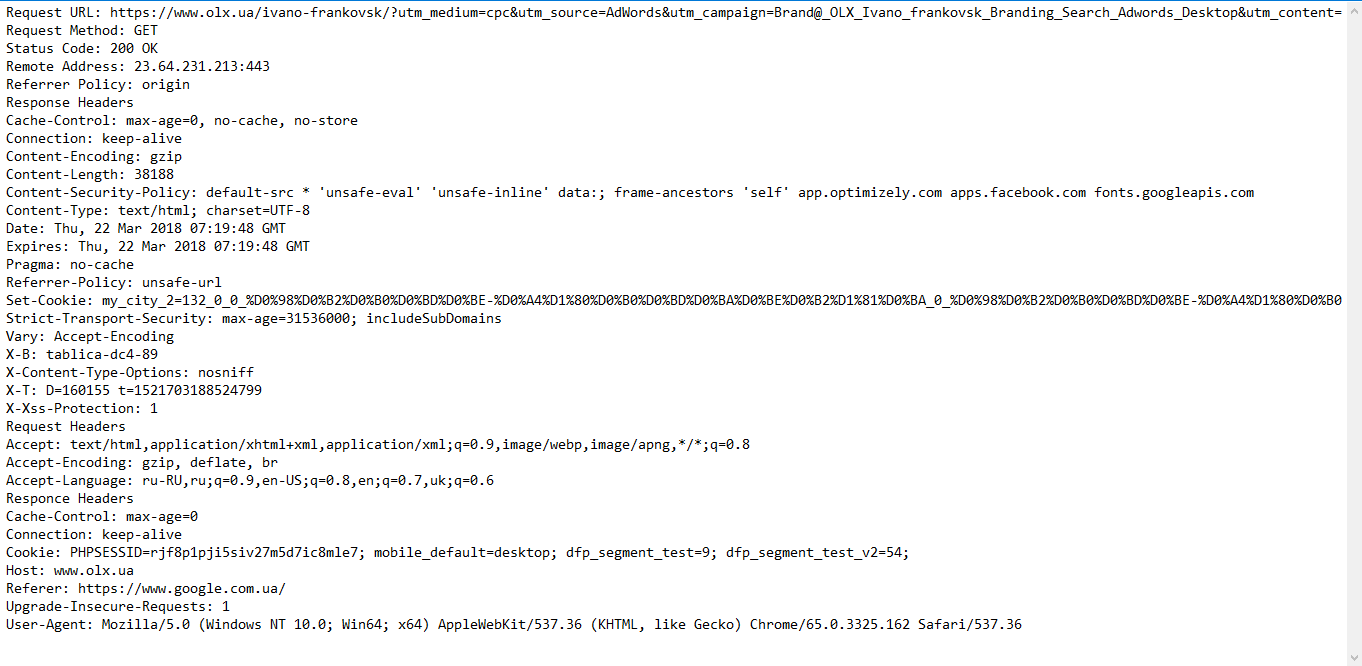 Request URL: https://www.olx.ua/ivano-frankovsk/?utm_medium=cpc&utm_source=AdWords&utm_campaign=Brand@_OLX_Ivano_frankovsk_Branding_Search_Adwords_Desktop&utm_content=
Request Method: GET
Status Code: 200 OK
Remote Address: 23.64.231.213:443
Referrer Policy: origin
Response Headers
Cache-Control: max-age=0, no-cache, no-store
Connection: keep-alive
Content-Encoding: gzip
Content-Length: 38188
Content-Security-Policy: default-src * 'unsafe-eval' 'unsafe-inline' data:; frame-ancestors 'self' app.optimizely.com apps.facebook.com fonts.googleapis.com
Content-Type: text/html; charset=UTF-8
Date: Thu, 22 Mar 2018 07:19:48 GMT
Expires: Thu, 22 Mar 2018 07:19:48 GMT
Pragma: no-cache
Referrer-Policy: unsafe-url
Set-Cookie: my_city_2=132_0_0_%D0%98%D0%B2%D0%B0%D0%BD%D0%BE-%D0%A4%D1%80%D0%B0%D0%BD%D0%BA%D0%BE%D0%B2%D1%81%D0%BA_0_%D0%98%D0%B2%D0%B0%D0%BD%D0%BE-%D0%A4%D1%80%D0%B0
Strict-Transport-Security: max-age=31536000; includeSubDomains
Vary: Accept-Encoding
X-B: tablica-dc4-89
X-Content-Type-Options: nosniff
X-T: D=160155 t=1521703188524799
X-Xss-Protection: 1
Request Headers
Accept: text/html,application/xhtml+xml,application/xml;q=0.9,image/webp,image/apng,*/*;q=0.8
Accept-Encoding: gzip, deflate, br
Accept-Language: ru-RU,ru;q=0.9,en-US;q=0.8,en;q=0.7,uk;q=0.6
Responce Headers
Cache-Control: max-age=0
Connection: keep-alive
Cookie: PHPSESSID=rjf8p1pji5siv27m5d7ic8mle7; mobile_default=desktop; dfp_segment_test=9; dfp_segment_test_v2=54;
Host: www.olx.ua
Referer: https://www.google.com.ua/
Upgrade-Insecure-Requests: 1
User-Agent: Mozilla/5.0 (Windows NT 10.0; Win64; x64) AppleWebKit/537.36 (KHTML, like Gecko) Chrome/65.0.3325.162 Safari/537.36